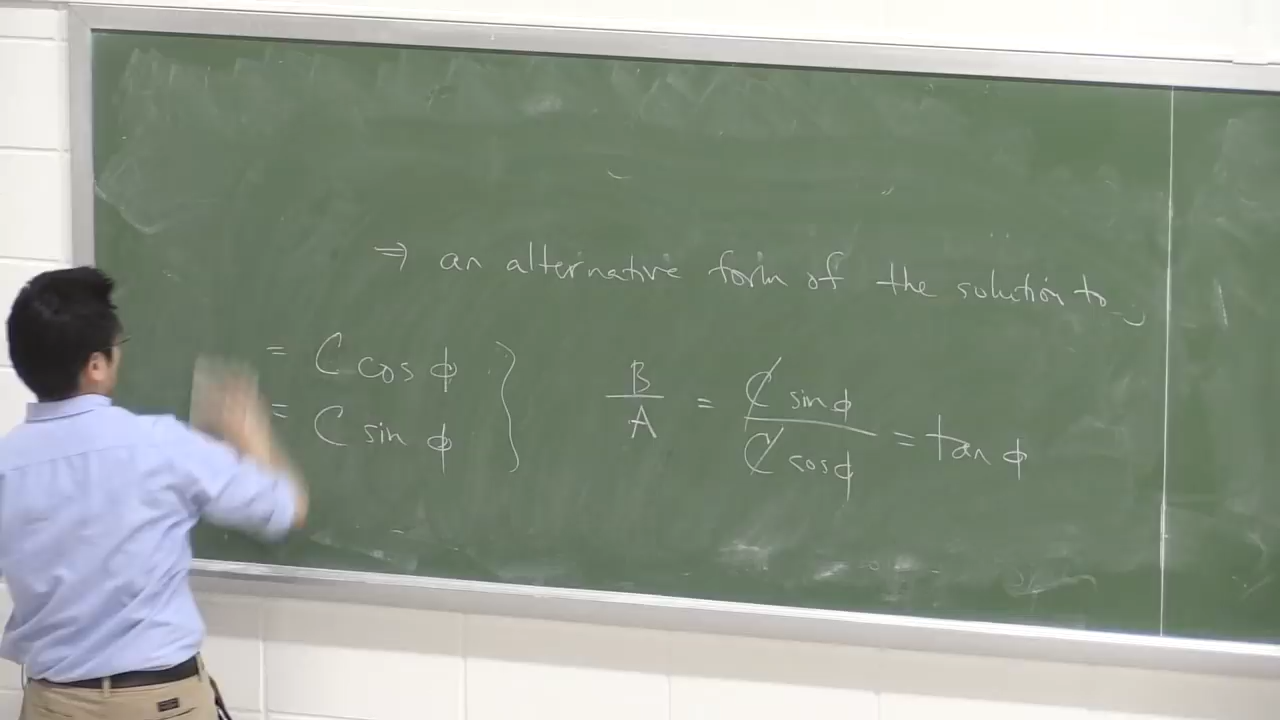 ⇒ an alternative form of the solution to
= C cos φ }
= C sin φ
B/A = C sin φ / C cos φ = tan φ